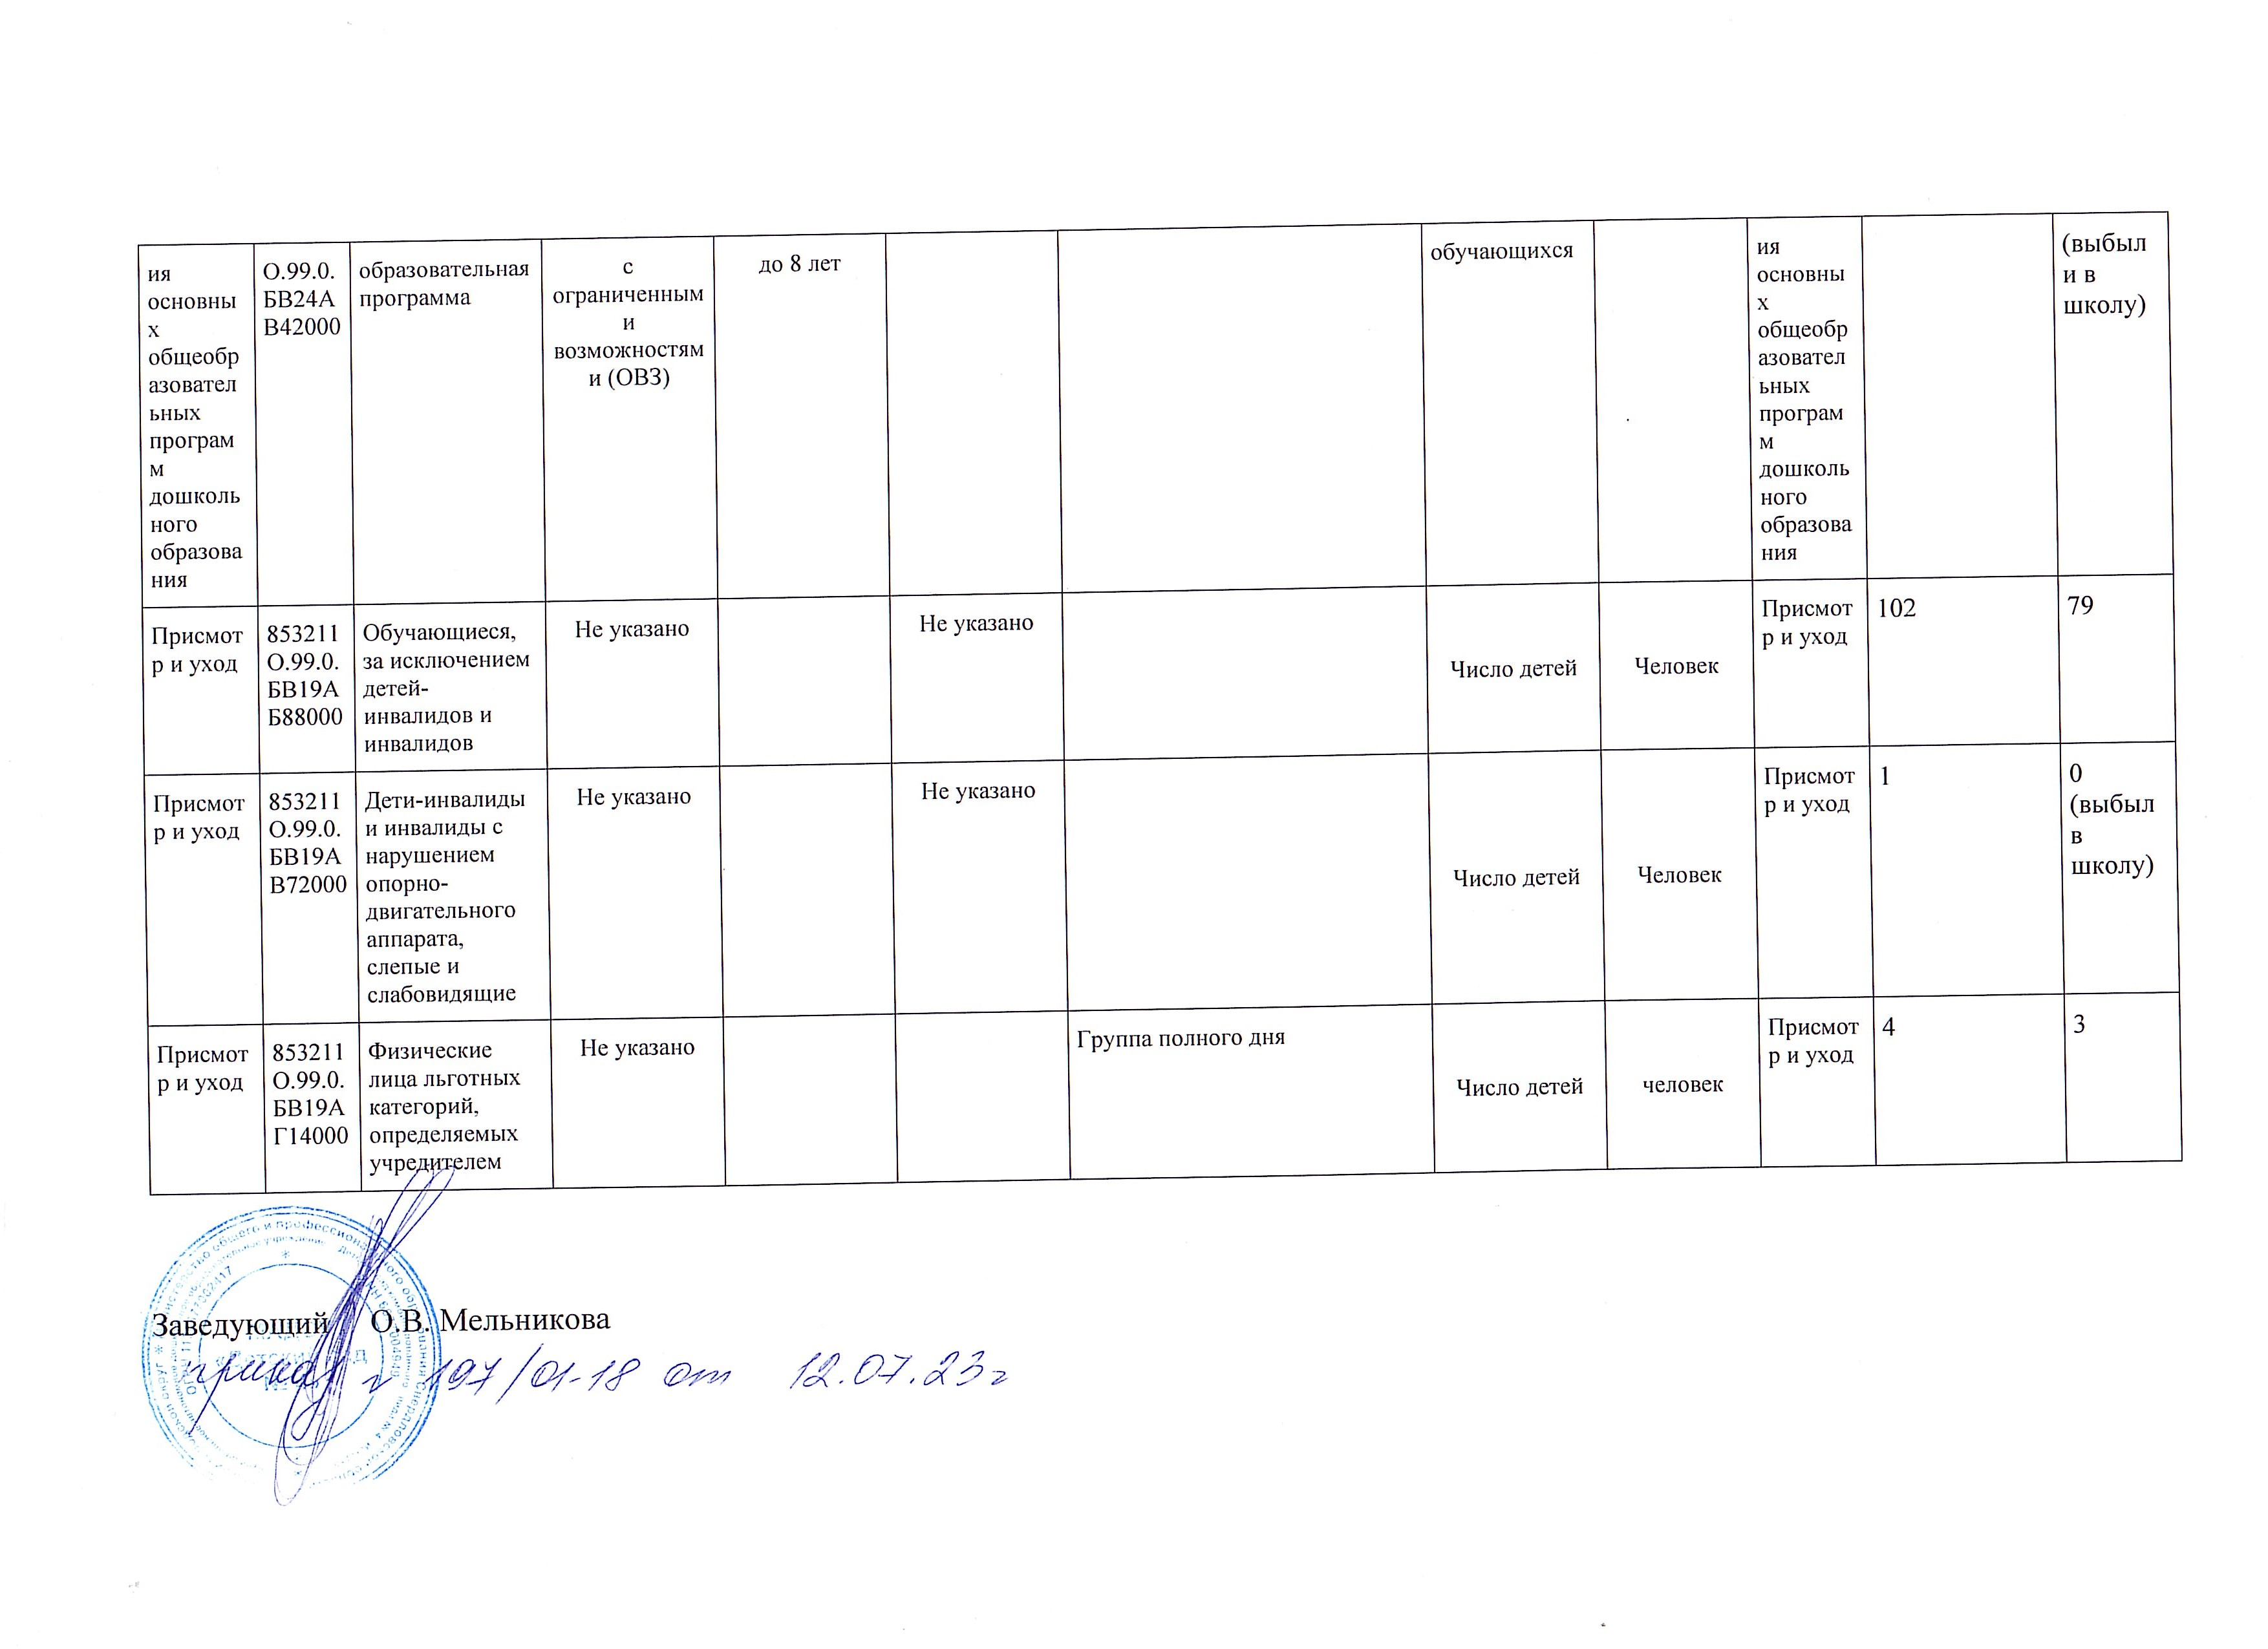 ия
основны
х
общеобр
азовател
ьных
програм
м
дошколь
ного
образова
ния
О.99.0.
БВ24А
В42000
образовательная
программа
с
ограниченным
и
возможностям
и (ОВЗ)
до 8 лет
обучающихся
ия
основны
х
общеобр
азовател
ьных
програм
м
дошколь
ного
образова
ния
(выбыл
и в
школу)
Присмот
р и уход
853211
О.99.0.
БВ19А
Б88000
Обучающиеся,
за исключением
детей-
инвалидов и
инвалидов
Не указано
Не указано
Число детей
Человек
Присмот
р и уход
102
79
Присмот
р и уход
853211
О.99.0.
БВ19А
В72000
Дети-инвалиды
и инвалиды с
нарушением
опорно-
двигательного
аппарата,
слепые и
слабовидящие
Не указано
Не указано
Число детей
Человек
Присмот
р и уход
1
0
(выбыл
в
школу)
Присмот
р и уход
853211
О.99.0.
БВ19А
Г14000
Физические
лица льготных
категорий,
определяемых
учредителем
Не указано
Группа полного дня
Число детей
человек
Присмот
р и уход
4
3
Заведующий О.В. Мельникова
приказ 197/01-18 от 12.07.23г